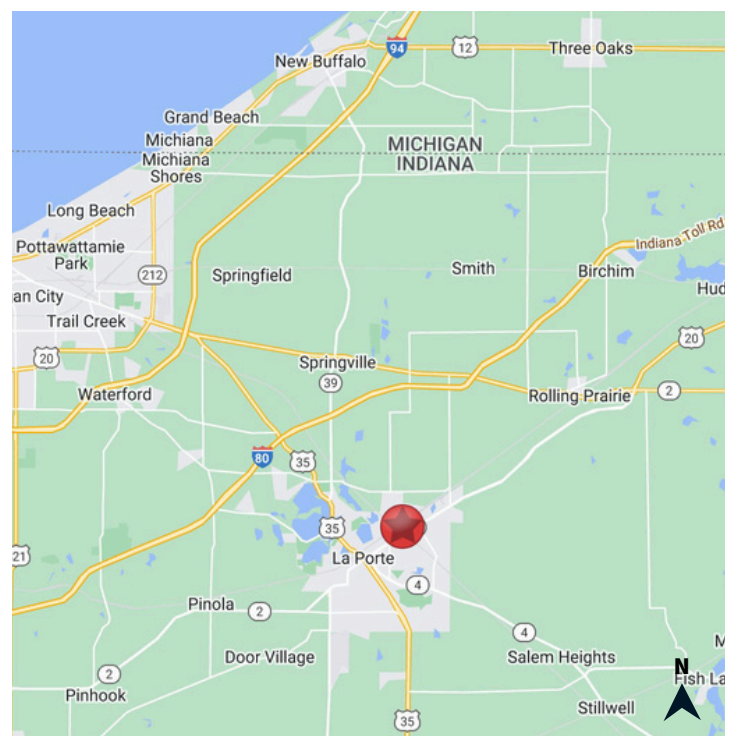 94
12
Three Oaks
New Buffalo
Grand Beach
Michiana
MICHIGAN
INDIANA
Michiana
Shores
Long Beach
Indiana Toll Rd
Pottawattamie
Park
212
Springfield
Smith
Birchim
Hud
an City
Trail Creek
20
20
Springville
39
Waterford
Rolling Prairie
2
80
35
35
La Porte
21
4
Pinola
2
4
Door Village
Salem Heights
M
N
2
Fish La
Pinhook
Stillwell
35